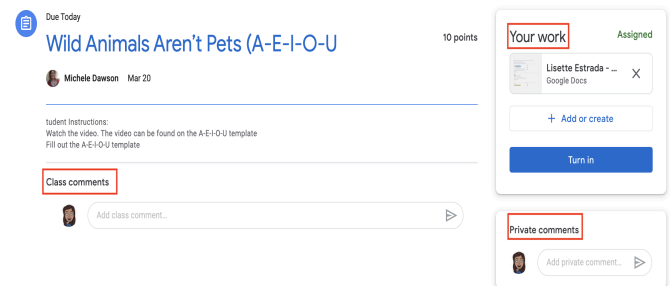 Due Today
Wild Animals Aren't Pets (A-E-I-O-U
10 points
Michele Dawson Mar 20
tudent Instructions:
Watch the video. The video can be found on the A-E-I-O-U template
Fill out the A-E-I-O-U template
Class comments
Add class comment...
Your work
Assigned
Lisette Estrada - ...
Google Docs
+ Add or create
Turn in
Private comments
Add private comment...